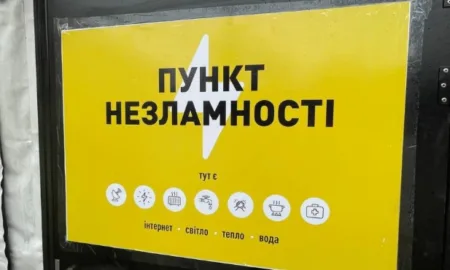 ПУНКТ
НЕЗЛАМНОСТІ
тут є
інтернет • світло • тепло • вода